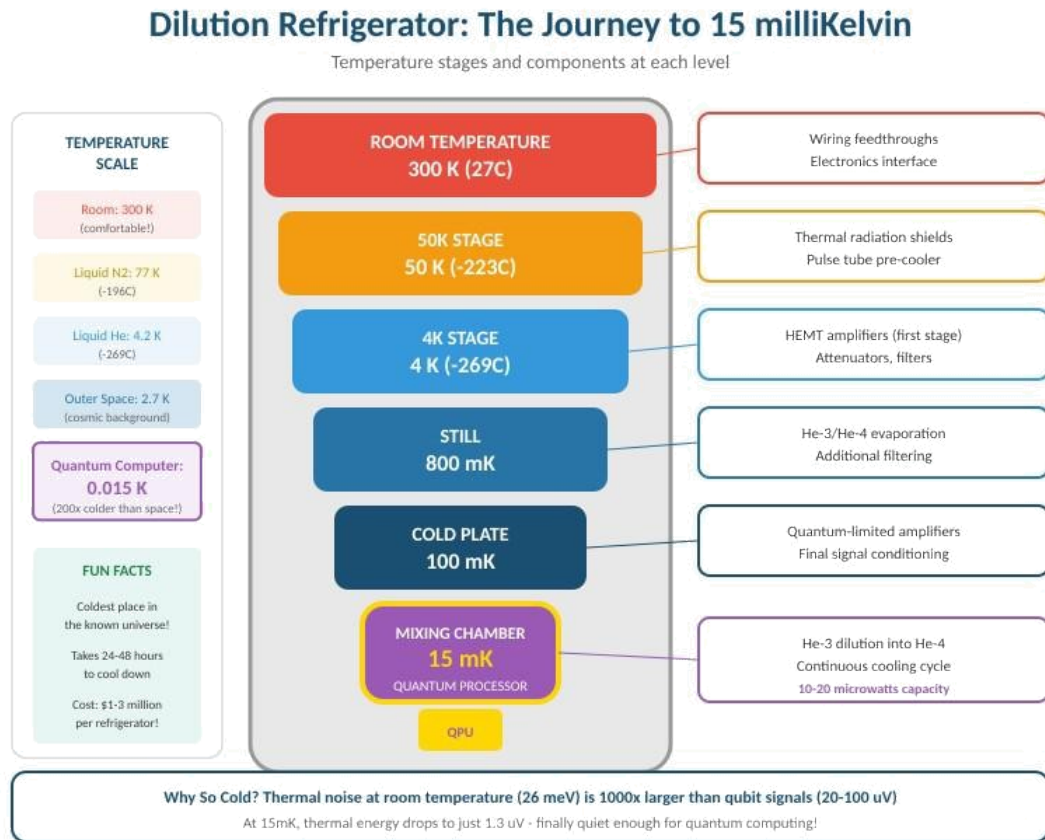 Dilution Refrigerator: The Journey to 15 milliKelvin
Temperature stages and components at each level
TEMPERATURE
SCALE
Room: 300 K
(comfortable!)
Liquid N2: 77 K
(-196C)
Liquid He: 4.2 K
(-269C)
Outer Space: 2.7 K
(cosmic background)
Quantum Computer:
0.015 K
(200x colder than space!)
FUN FACTS
Coldest place in
the known universe!
Takes 24-48 hours
to cool down
Cost: $1-3 million
per refrigerator!
ROOM TEMPERATURE
300 K (27C)
Wiring feedthroughs
Electronics interface
50K STAGE
50 K (-223C)
Thermal radiation shields
Pulse tube pre-cooler
4K STAGE
4 K (-269C)
HEMT amplifiers (first stage)
Attenuators, filters
STILL
800 mK
He-3/He-4 evaporation
Additional filtering
COLD PLATE
100 mK
Quantum-limited amplifiers
Final signal conditioning
MIXING CHAMBER
15 mK
QUANTUM PROCESSOR
He-3 dilution into He-4
Continuous cooling cycle
10-20 microwatts capacity
QPU
Why So Cold? Thermal noise at room temperature (26 meV) is 1000x larger than qubit signals (20-100 uV)
At 15mK, thermal energy drops to just 1.3 uV - finally quiet enough for quantum computing!